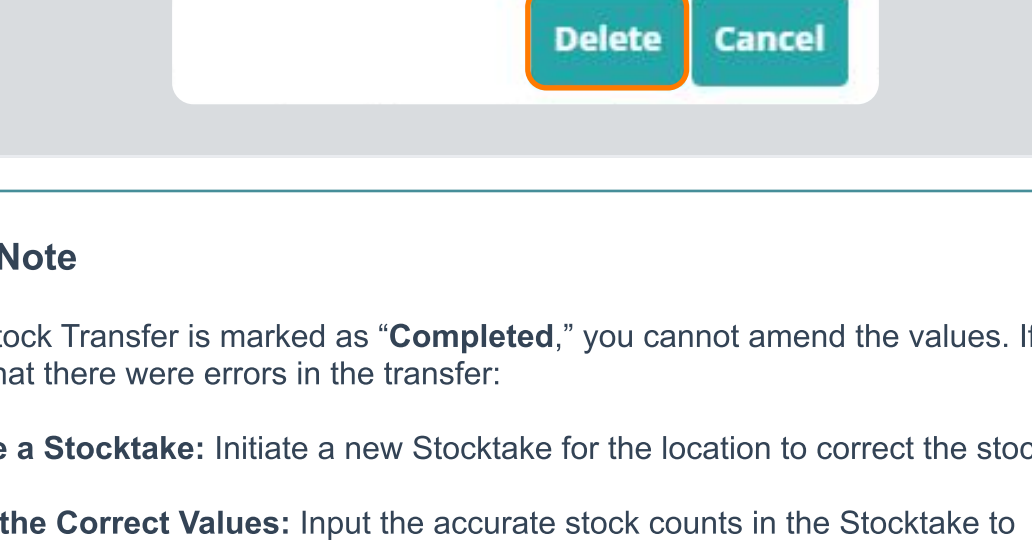 Delete Cancel
Note
tock Transfer is marked as “Completed,” you cannot amend the values. If
hat there were errors in the transfer:
e a Stocktake: Initiate a new Stocktake for the location to correct the stoc
the Correct Values: Input the accurate stock counts in the Stocktake to